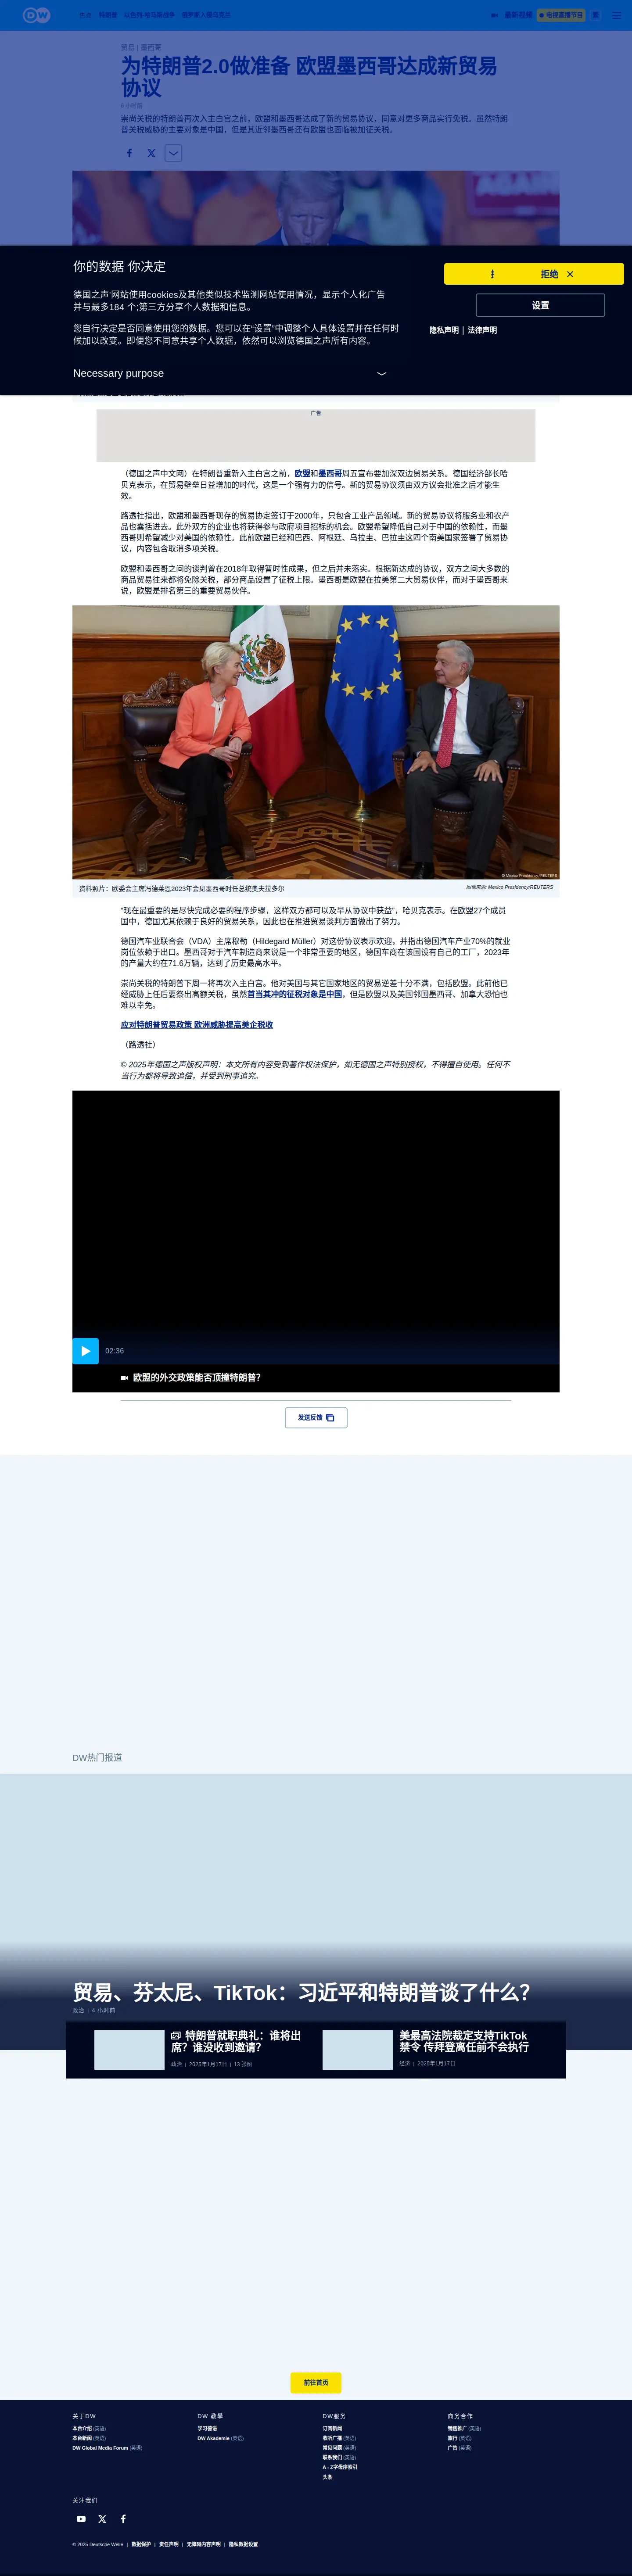 DW
焦点
特朗普
以色列-哈马斯战争
俄罗斯入侵乌克兰
最新视频
电视直播节目
贸易 | 墨西哥
为特朗普2.0做准备 欧盟墨西哥达成新贸易
协议
6 小时前
崇尚关税的特朗普再次入主白宫之前，欧盟和墨西哥达成了新的贸易协议，同意对更多商品实行免税。虽然特朗
普关税威胁的主要对象是中国，但是其近邻墨西哥还有欧盟也面临被加征关税。
AGAIN
你的数据 你决定
德国之声'网站使用cookies及其他类似技术监测网站使用情况，显示个人化广告
并与最多184 个;第三方分享个人数据和信息。
您自行决定是否同意使用您的数据。您可以在“设置”中调整个人具体设置并在任何时
候加以改变。即便您不同意共享个人数据，依然可以浏览德国之声所有内容。
Necessary purpose
拒绝
设置
隐私声明 | 法律声明
广告
（德国之声中文网）在特朗普重新入主白宫之前，欧盟和墨西哥周五宣布要加深双边贸易关系。德国经济部长哈
贝克表示，在贸易壁垒日益增加的时代，这是一个强有力的信号。新的贸易协议须由双方议会批准之后才能生
效。
路透社指出，欧盟和墨西哥现存的贸易协定签订于2000年，只包含工业产品领域。新的贸易协议将服务业和农产
品也囊括进去。此外双方的企业也将获得参与政府项目招标的机会。欧盟希望降低自己对于中国的依赖性，而墨
西哥则希望减少对美国的依赖性。此前欧盟已经和巴西、阿根廷、乌拉圭、巴拉圭这四个南美国家签署了贸易协
议，内容包含取消多项关税。
欧盟和墨西哥之间的谈判曾在2018年取得暂时性成果，但之后并未落实。根据新达成的协议，双方之间大多数的
商品贸易往来都将免除关税，部分商品设置了征税上限。墨西哥是欧盟在拉美第二大贸易伙伴，而对于墨西哥来
说，欧盟是排名第三的重要贸易伙伴。
© Mexico Presidency/REUTERS
资料照片：欧委会主席冯德莱恩2023年会见墨西哥时任总统奥夫拉多尔
图像来源: Mexico Presidency/REUTERS
“现在最重要的是尽快完成必要的程序步骤，这样双方都可以及早从协议中获益”，哈贝克表示。在欧盟27个成员
国中，德国尤其依赖于良好的贸易关系，因此也在推进贸易谈判方面做出了努力。
德国汽车业联合会（VDA）主席穆勒（Hildegard Müller）对这份协议表示欢迎，并指出德国汽车产业70%的就业
岗位依赖于出口。墨西哥对于汽车制造商来说是一个非常重要的地区，德国车商在该国设有自己的工厂，2023年
的产量大约在71.6万辆，达到了历史最高水平。
崇尚关税的特朗普下周一将再次入主白宫。他对美国与其它国家地区的贸易逆差十分不满，包括欧盟。此前他已
经威胁上任后要祭出高额关税，虽然首当其冲的征税对象是中国，但是欧盟以及美国邻国墨西哥、加拿大恐怕也
难以幸免。
应对特朗普贸易政策 欧洲威胁提高美企税收
（路透社）
© 2025年德国之声版权声明：本文所有内容受到著作权法保护，如无德国之声特别授权，不得擅自使用。任何不
当行为都将导致追偿，并受到刑事追究。
02:36
欧盟的外交政策能否顶撞特朗普？
发送反馈
DW热门报道
贸易、芬太尼、TikTok：习近平和特朗普谈了什么？
政治 | 4 小时前
特朗普就职典礼：谁将出
席？谁没收到邀请？
政治 | 2025年1月17日 | 13 张图
美最高法院裁定支持TikTok
禁令 传拜登离任前不会执行
经济 | 2025年1月17日
前往首页
关于DW
本台介绍 (英语)
本台新闻 (英语)
DW Global Media Forum (英语)
DW 教學
学习德语
DW Akademie (英语)
DW服务
订阅新闻
收听广播 (英语)
常见问题 (英语)
联系我们 (英语)
A - Z字母序索引
头条
商务合作
销售推广 (英语)
旅行 (英语)
广告 (英语)
关注我们
© 2025 Deutsche Welle | 数据保护 | 责任声明 | 无障碍内容声明 | 隐私数据设置